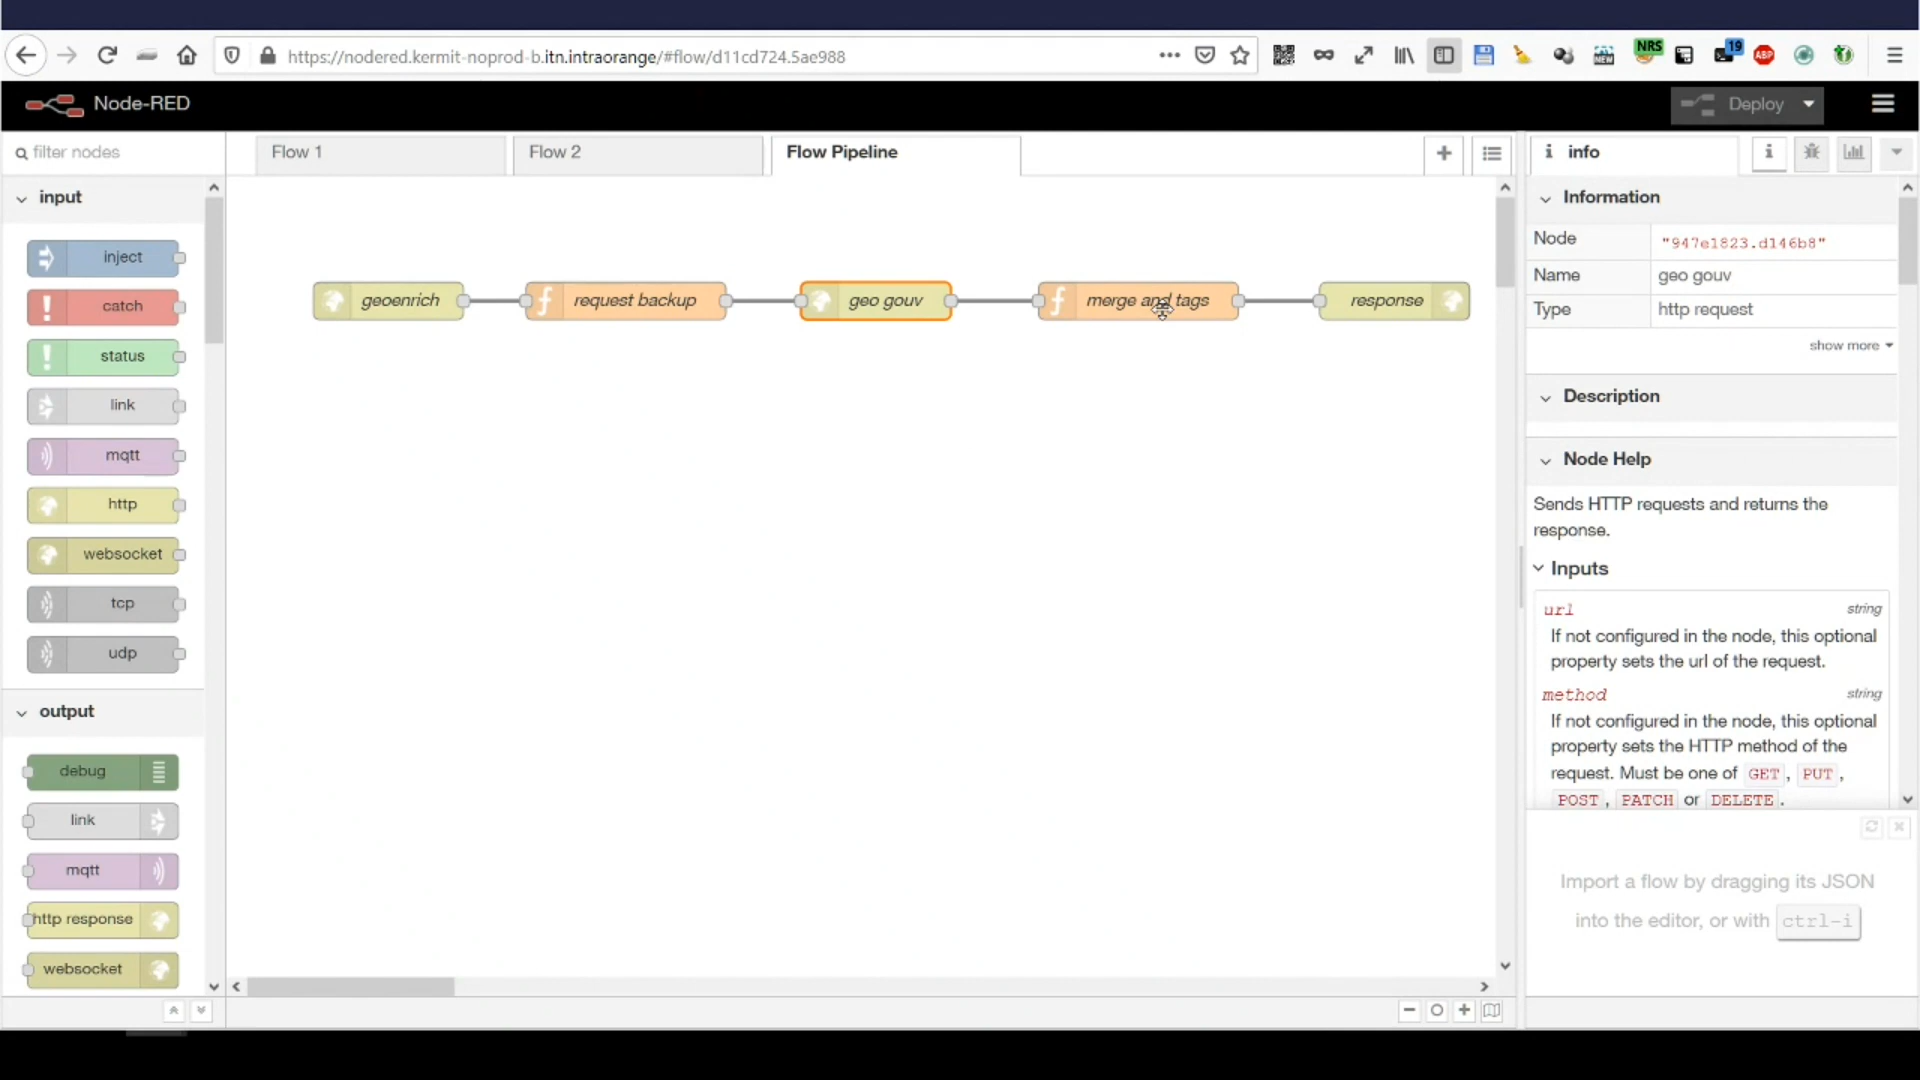 https://nodered.kermit-noprod-b.itn.intraorange/#flow/d11cd724.5ae988
NRS
19
ABP
NEW
Node-RED
Deploy
filter nodes
Flow 1
Flow 2
Flow Pipeline
i info
i
input
inject
catch
status
link
mqtt
http
websocket
tcp
udp
output
debug
link
mqtt
http response
websocket
geoenrich
request backup
geo gouv
merge and tags
response
Information
Node "947e1823.d146b8"
Name geo gouv
Type http request
show more
Description
Node Help
Sends HTTP requests and returns the
response.
Inputs
url string
If not configured in the node, this optional
property sets the url of the request.
method string
If not configured in the node, this optional
property sets the HTTP method of the
request. Must be one of GET, PUT,
POST, PATCH or DELETE.
Import a flow by dragging its JSON
into the editor, or with ctrl-i